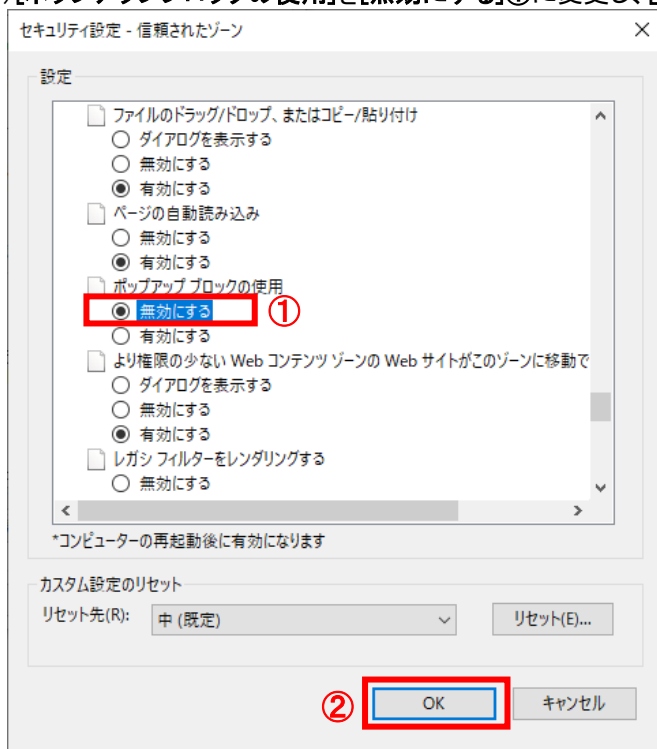 セキュリティ設定 - 信頼されたゾーン
設定
ファイルのドラッグ/ドロップ、またはコピー/貼り付け
ダイアログを表示する
無効にする
有効にする
ページの自動読み込み
無効にする
有効にする
ポップアップ ブロックの使用
無効にする ①
有効にする
より権限の少ない Web コンテンツ ゾーンの Web サイトがこのゾーンに移動で
ダイアログを表示する
無効にする
有効にする
レガシ フィルターをレンダリングする
無効にする
*コンピューターの再起動後に有効になります
カスタム設定のリセット
リセット先(R): 中 (既定) リセット(E)...
② OK キャンセル